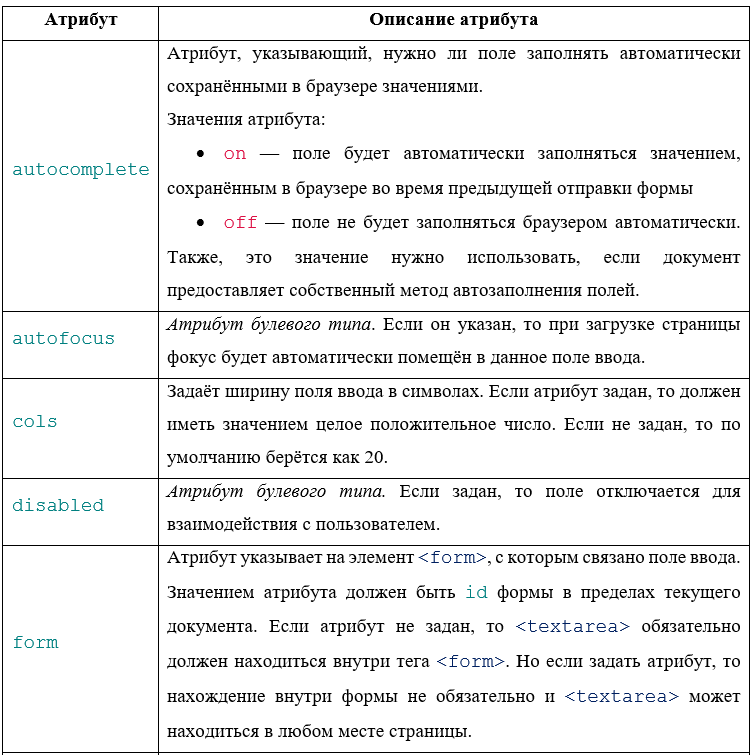 Атрибут
Описание атрибута
autocomplete
Атрибут, указывающий, нужно ли поле заполнять автоматически
сохранёнными в браузере значениями.
Значения атрибута:
• on — поле будет автоматически заполняться значением,
сохранённым в браузере во время предыдущей отправки формы
• off — поле не будет заполняться браузером автоматически.
Также, это значение нужно использовать, если документ
предоставляет собственный метод автозаполнения полей.
autofocus
Атрибут булевого типа. Если он указан, то при загрузке страницы
фокус будет автоматически помещён в данное поле ввода.
cols
Задаёт ширину поля ввода в символах. Если атрибут задан, то должен
иметь значением целое положительное число. Если не задан, то по
умолчанию берётся как 20.
disabled
Атрибут булевого типа. Если задан, то поле отключается для
взаимодействия с пользователем.
form
Атрибут указывает на элемент <form>, с которым связано поле ввода.
Значением атрибута должен быть id формы в пределах текущего
документа. Если атрибут не задан, то <textarea> обязательно
должен находиться внутри тега <form>. Но если задать атрибут, то
нахождение внутри формы не обязательно и <textarea> может
находиться в любом месте страницы.